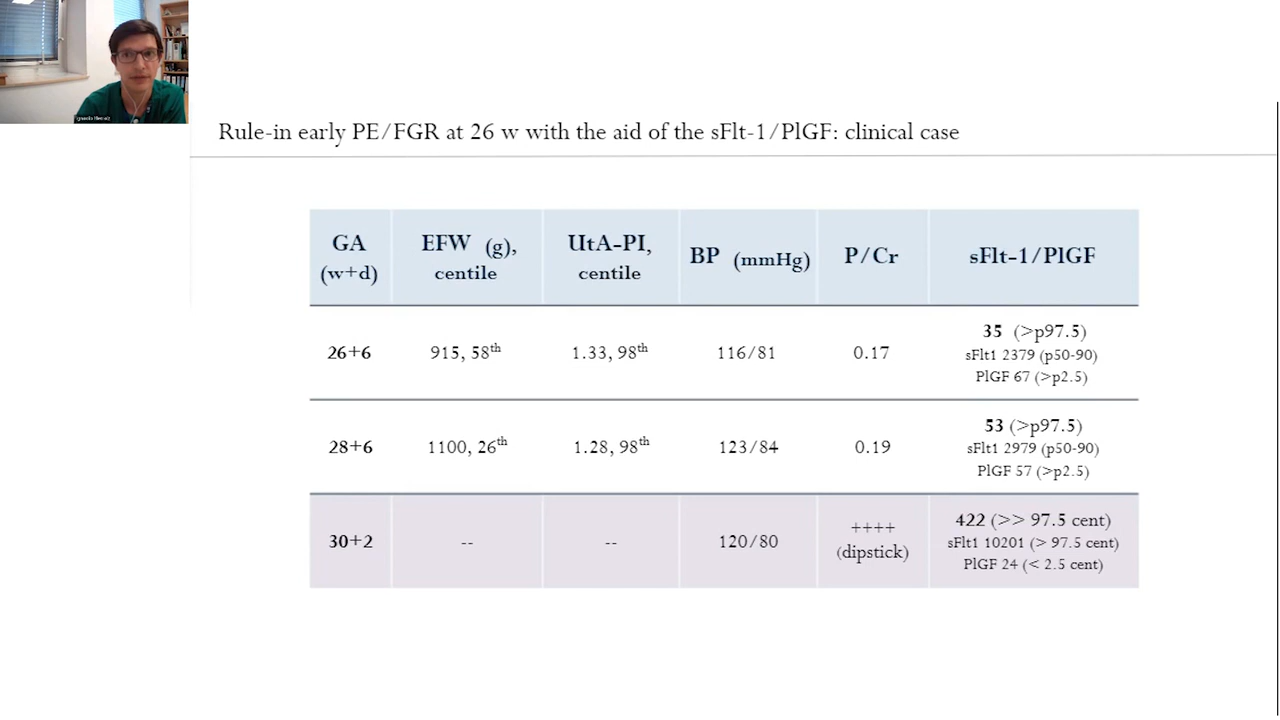 Rule-in early PE/FGR at 26 w with the aid of the sFlt-1/PlGF: clinical case
GA
(w+d)
EFW (g),
centile
UtA-PI,
centile
BP (mmHg)
P/Cr
sFlt-1/PlGF
26+6
915, 58th
1.33, 98th
116/81
0.17
35 (>p97.5)
sFlt1 2379 (p50-90)
PlGF 67 (>p2.5)
28+6
1100, 26th
1.28, 98th
123/84
0.19
53 (>p97.5)
sFlt1 2979 (p50-90)
PlGF 57 (>p2.5)
30+2
--
--
120/80
++++
(dipstick)
422 (>> 97.5 cent)
sFlt1 10201 (> 97.5 cent)
PlGF 24 (< 2.5 cent)